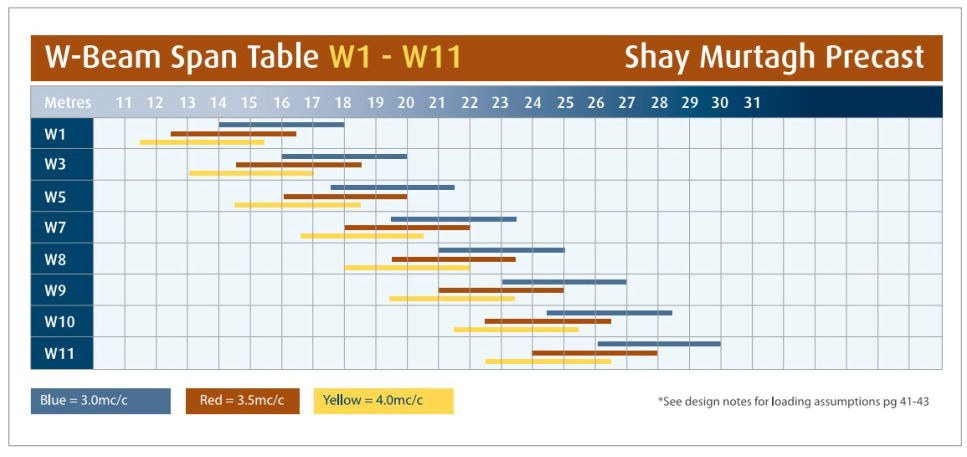 W-Beam Span Table W1 - W11 Shay Murtagh Precast
Metres 11 12 13 14 15 16 17 18 19 20 21 22 23 24 25 26 27 28 29 30 31
W1
W3
W5
W7
W8
W9
W10
W11
Blue = 3.0mc/c Red = 3.5mc/c Yellow = 4.0mc/c *See design notes for loading assumptions pg 41-43